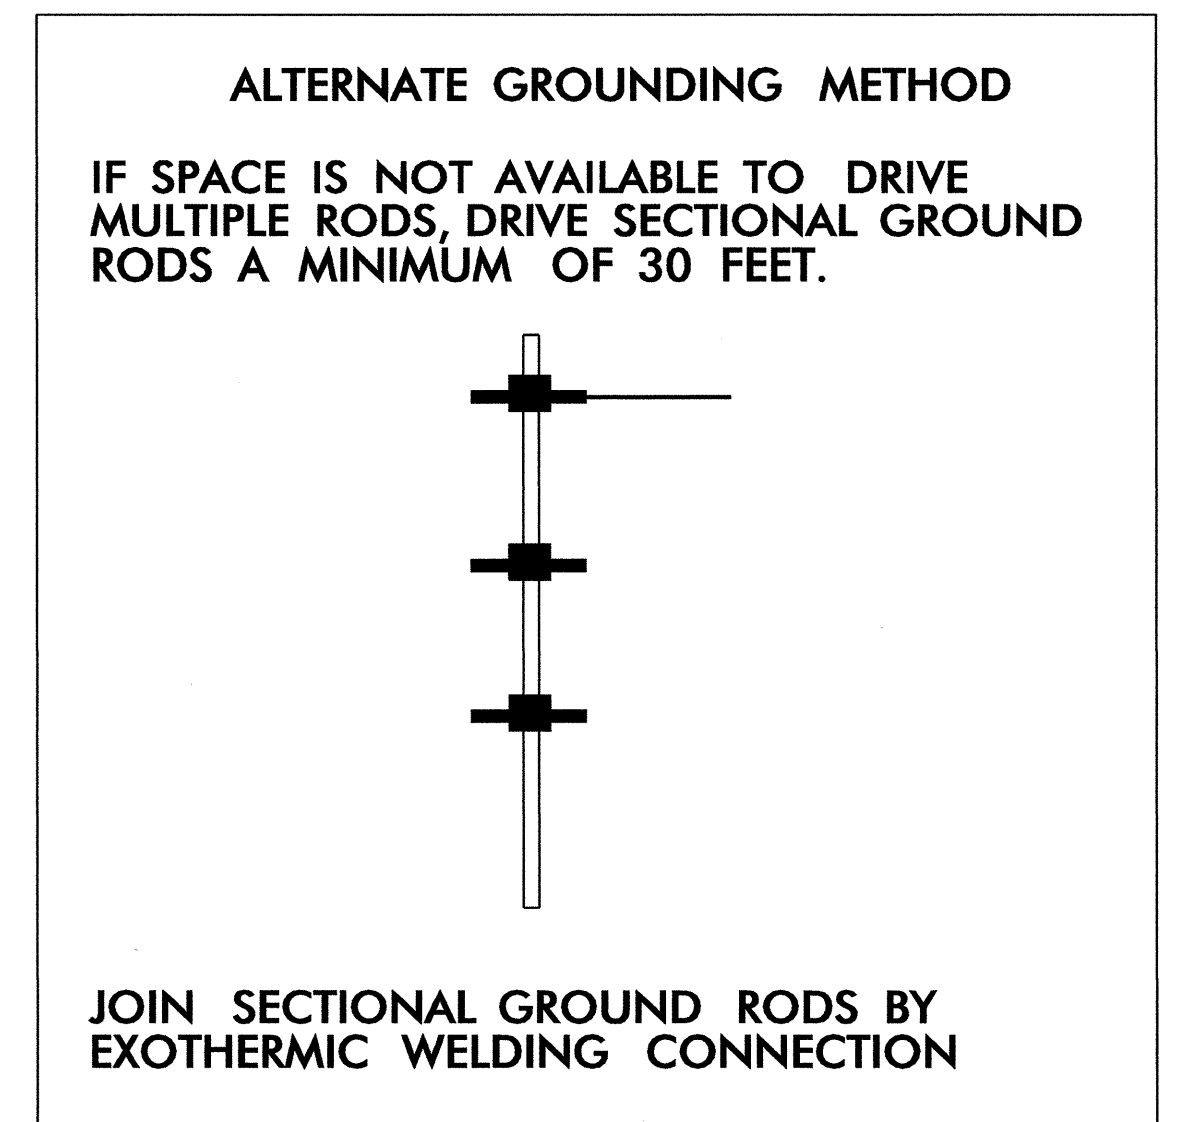 ALTERNATE GROUNDING METHOD
IF SPACE IS NOT AVAILABLE TO DRIVE
MULTIPLE RODS, DRIVE SECTIONAL GROUND
RODS A MINIMUM OF 30 FEET.
JOIN SECTIONAL GROUND RODS BY
EXOTHERMIC WELDING CONNECTION